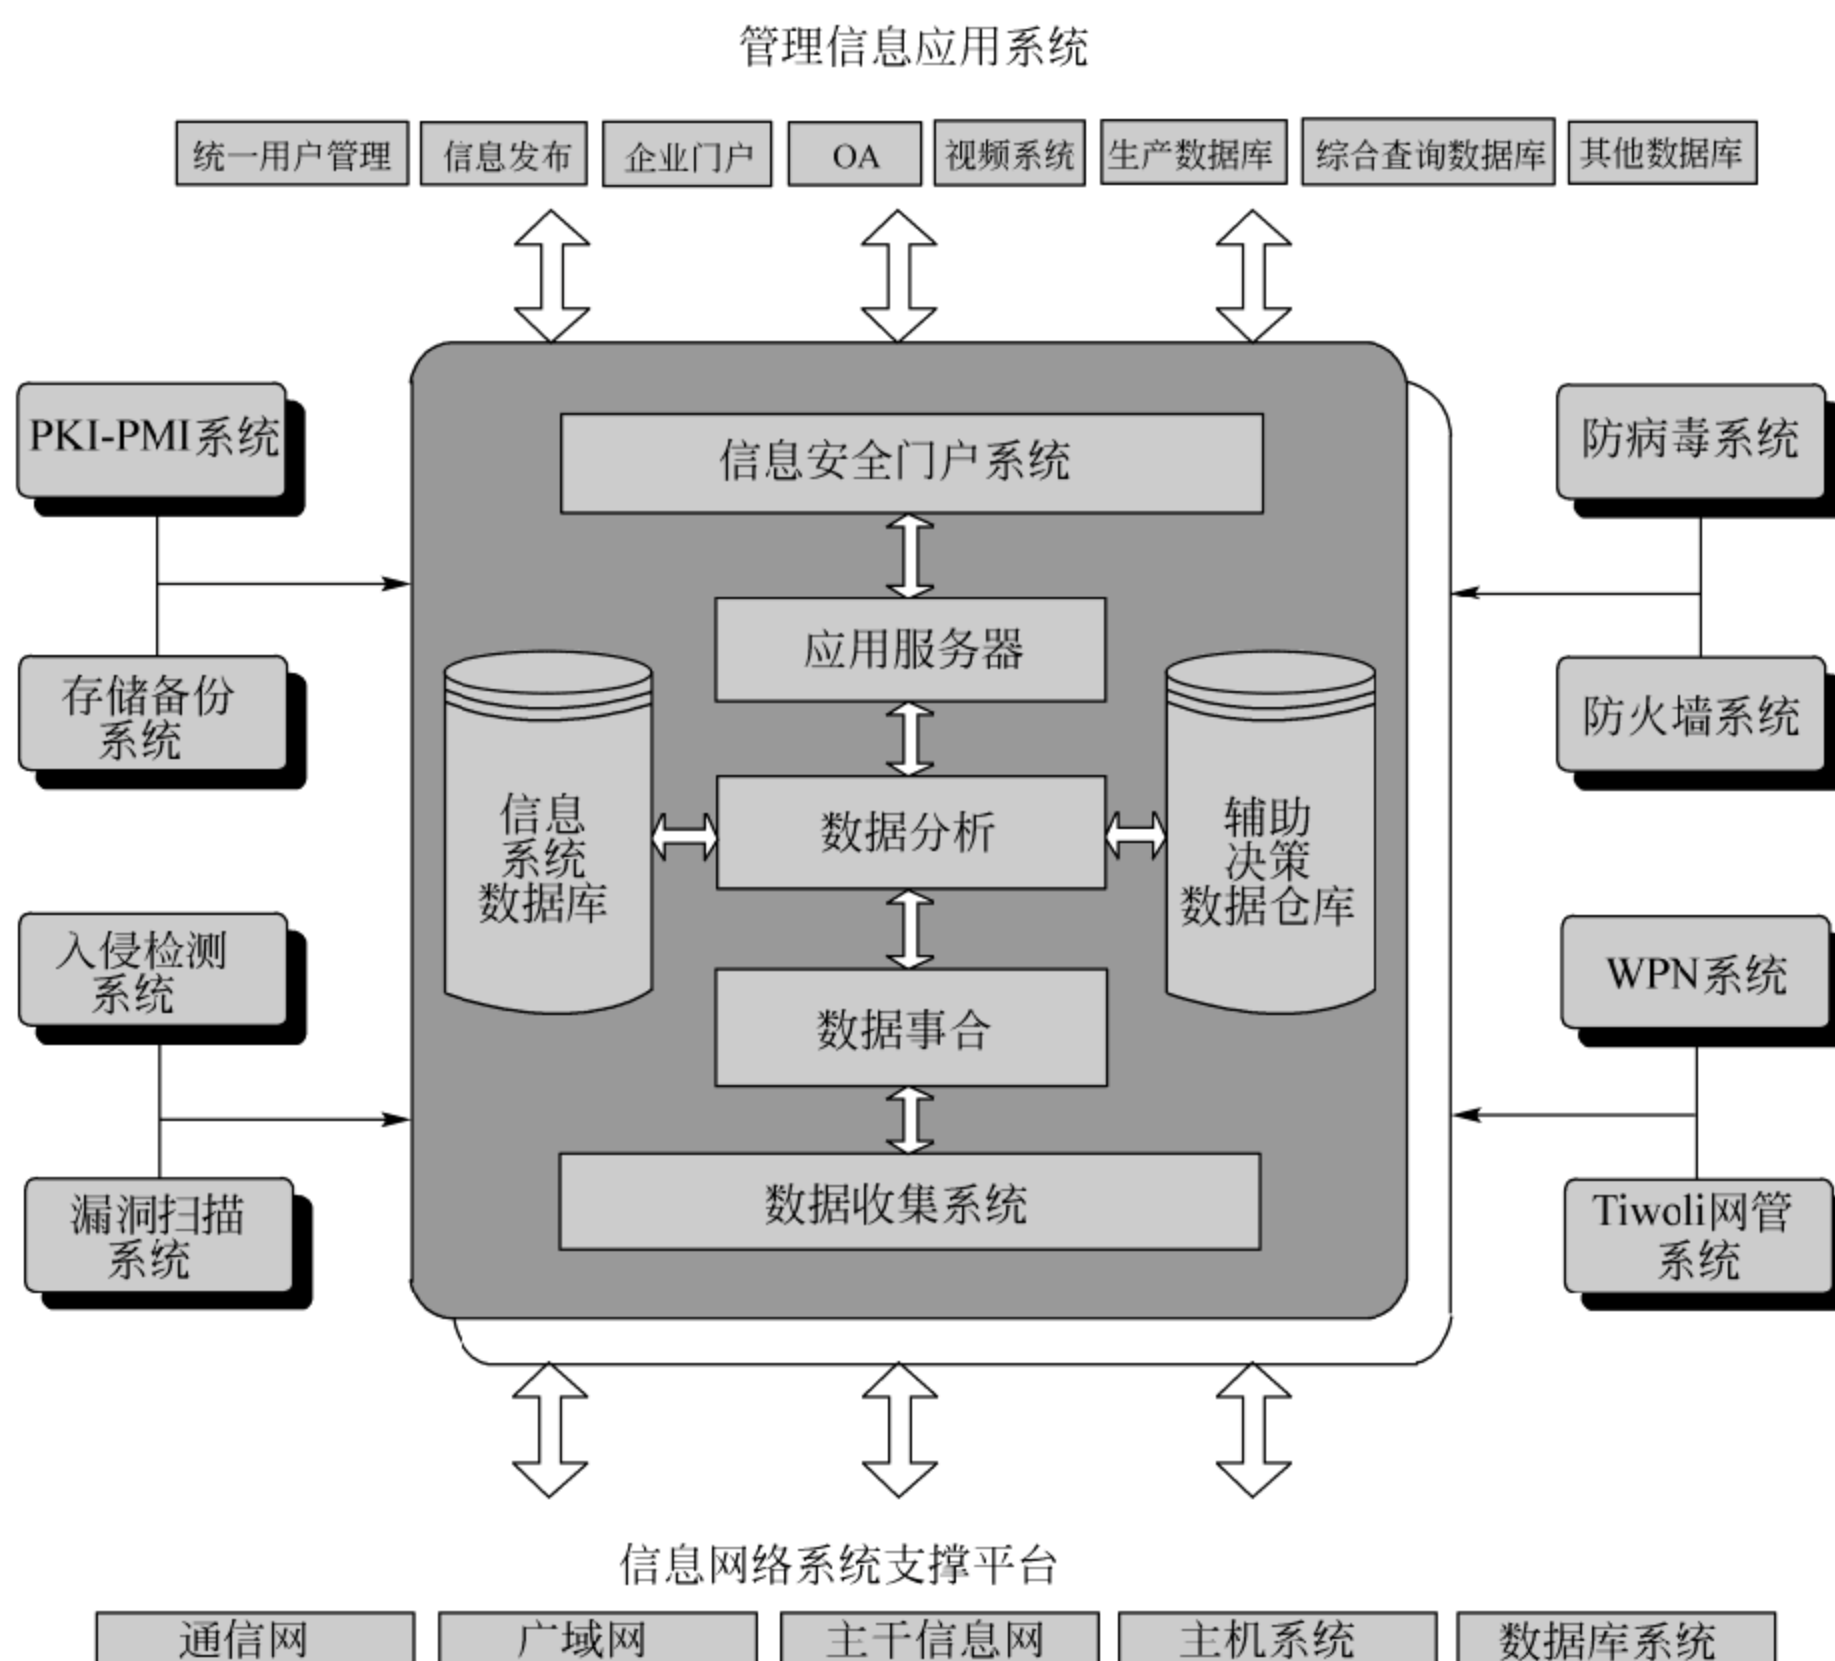 管理信息应用系统
统一用户管理
信息发布
企业门户
OA
视频系统
生产数据库
综合查询数据库
其他数据库
PKI-PMI系统
存储备份
系统
入侵检测
系统
漏洞扫描
系统
信息安全门户系统
应用服务器
信息
系统
数据库
数据分析
辅助
决策
数据仓库
数据事合
数据收集系统
防病毒系统
防火墙系统
WPN系统
Tiwoli网管
系统
信息网络系统支撑平台
通信网
广域网
主干信息网
主机系统
数据库系统